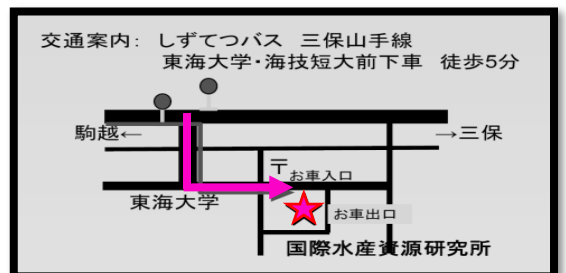 交通案内: しずてつバス 三保山手線
東海大学・海技短大前下車 徒歩5分
駒越← →三保
〒
お車入口
東海大学
お車出口
国際水産資源研究所